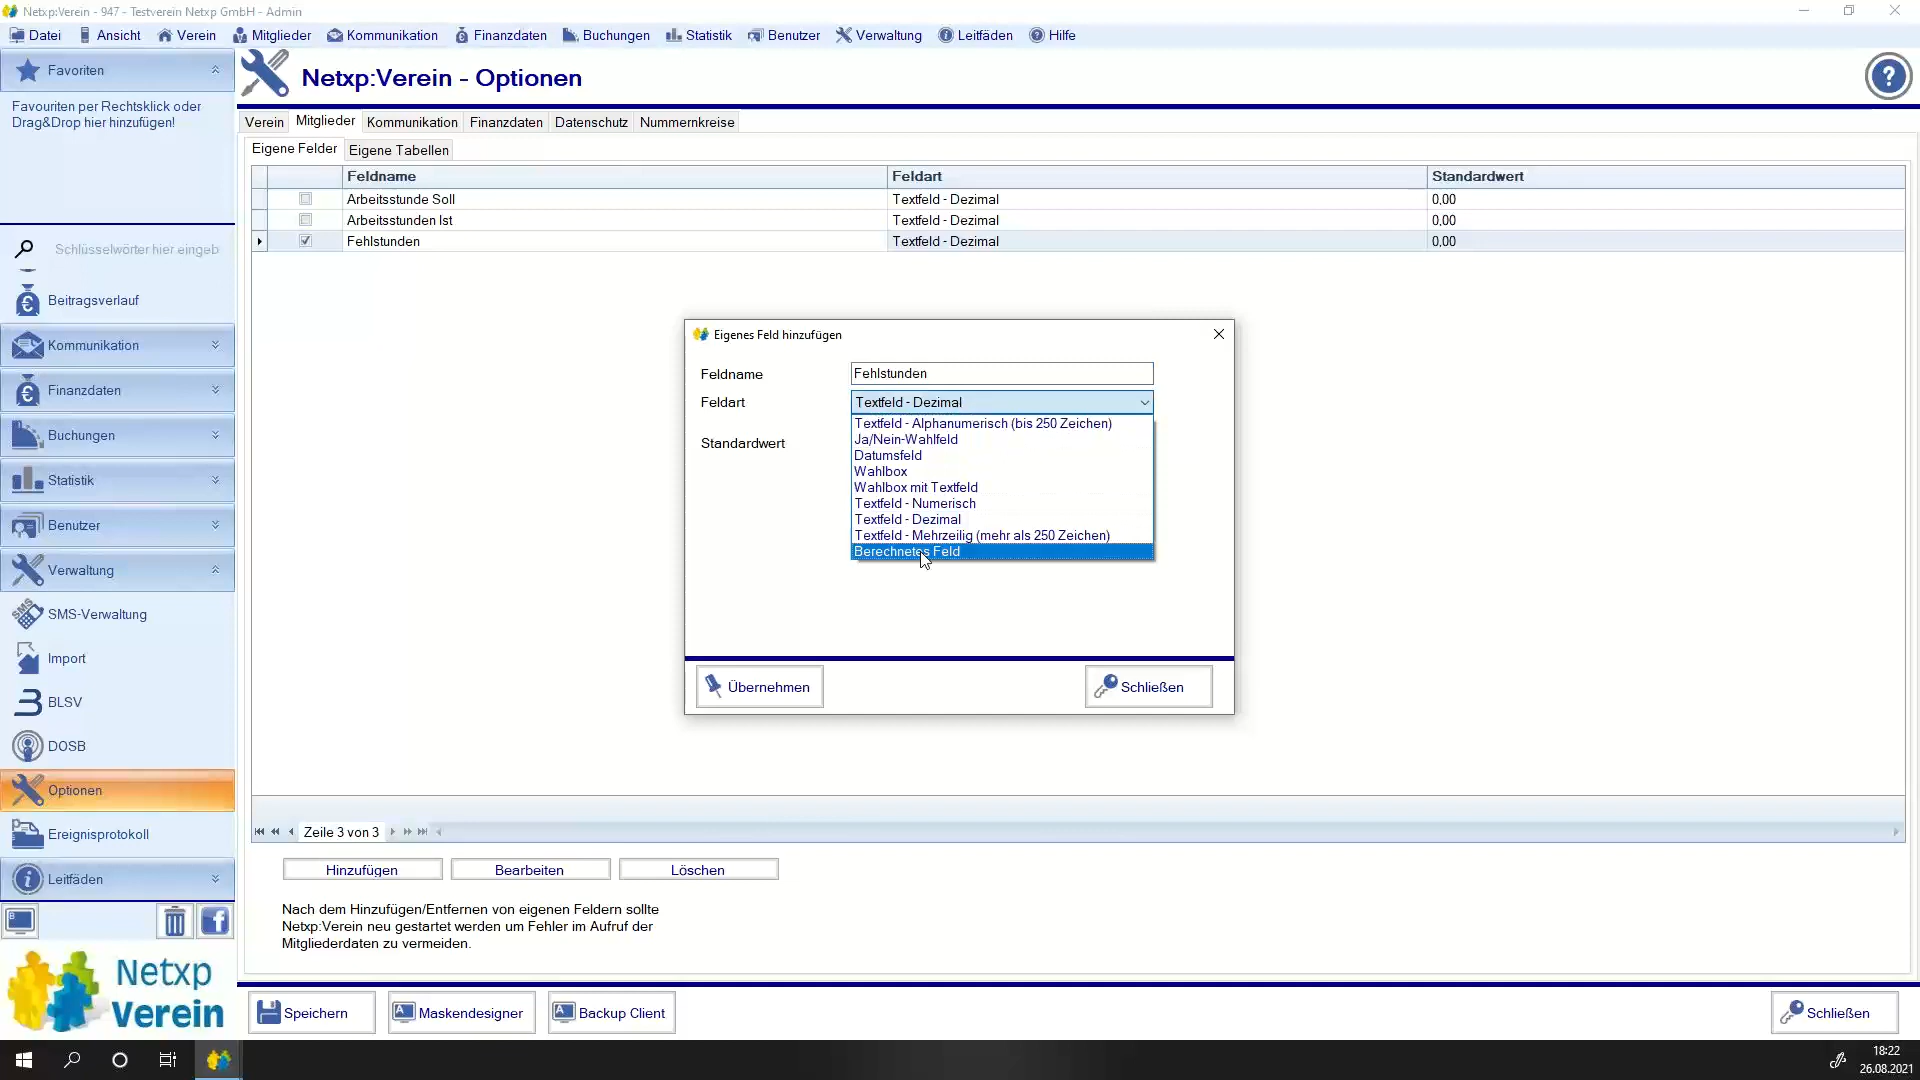 Netxp:Verein - 947 - Testverein Netxp GmbH - Admin
Datei Ansicht Verein Mitglieder Kommunikation Finanzdaten Buchungen Statistik Benutzer Verwaltung Leitfäden Hilfe
Favoriten
Favouriten per Rechtsklick oder
Drag&Drop hier hinzufügen!
Schlüsselwörter hier eingeb
Beitragsverlauf
Kommunikation
Finanzdaten
Buchungen
Statistik
Benutzer
Verwaltung
SMS-Verwaltung
Import
BLSV
DOSB
Optionen
Ereignisprotokoll
Leitfäden
Netxp
Verein
Netxp:Verein - Optionen
Verein Mitglieder Kommunikation Finanzdaten Datenschutz Nummernkreise
Eigene Felder Eigene Tabellen
Feldname Feldart Standardwert
Arbeitsstunde Soll Textfeld - Dezimal 0,00
Arbeitsstunden Ist Textfeld - Dezimal 0,00
Fehlstunden Textfeld - Dezimal 0,00
Eigenes Feld hinzufügen
Feldname Fehlstunden
Feldart Textfeld - Dezimal
Standardwert
Textfeld - Alphanumerisch (bis 250 Zeichen)
Ja/Nein-Wahlfeld
Datumsfeld
Wahlbox
Wahlbox mit Textfeld
Textfeld - Numerisch
Textfeld - Dezimal
Textfeld - Mehrzeilig (mehr als 250 Zeichen)
Berechnetes Feld
Übernehmen Schließen
Zeile 3 von 3
Hinzufügen Bearbeiten Löschen
Nach dem Hinzufügen/Entfernen von eigenen Feldern sollte
Netxp:Verein neu gestartet werden um Fehler im Aufruf der
Mitgliederdaten zu vermeiden.
Speichern Maskendesigner Backup Client Schließen
18:22
26.08.2021